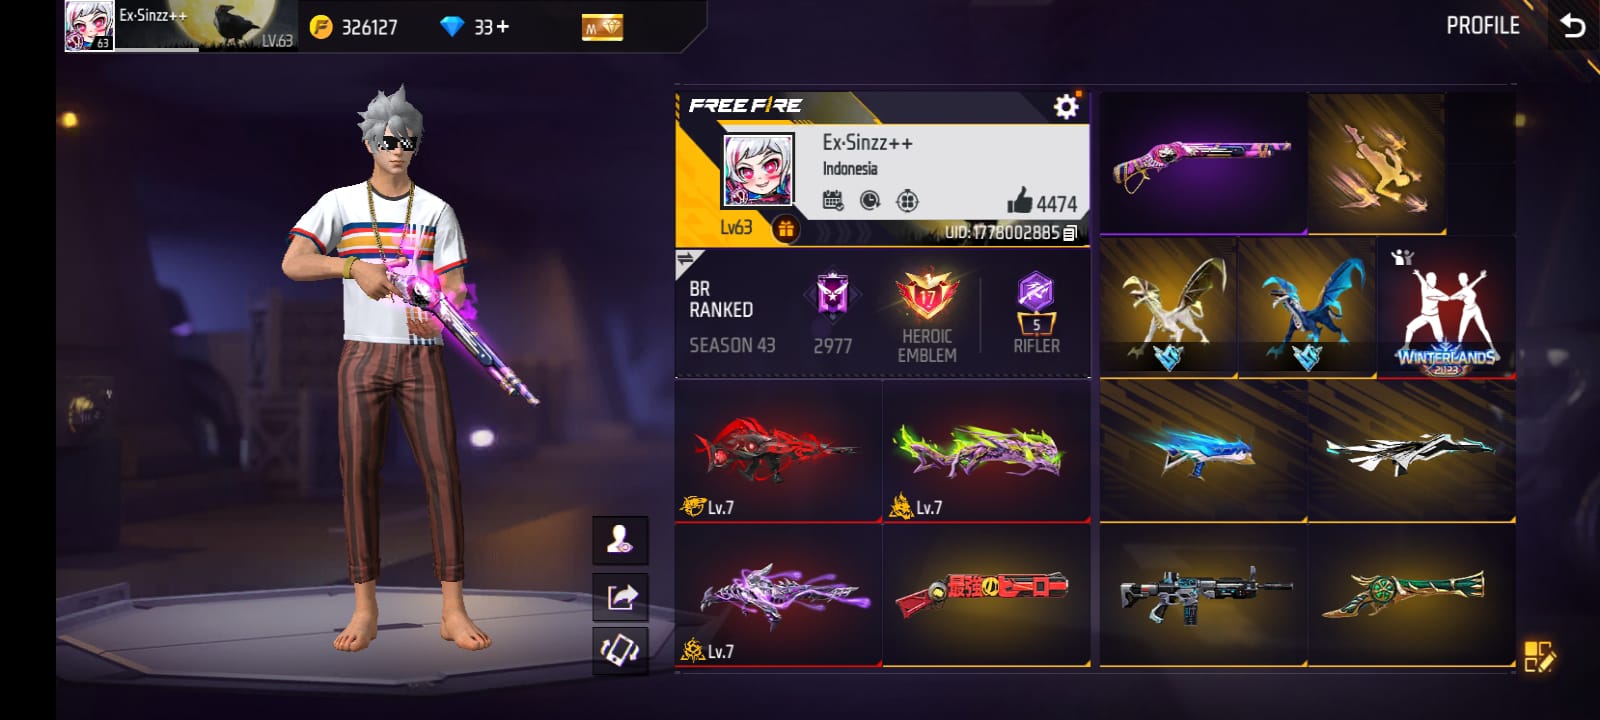 Ex·Sinzz++
63
LV.63
326127
33+
M
PROFILE
FREE FIRE
Ex·Sinzz++
Indonesia
4474
Lv63
UID:1778002885
BR
RANKED
SEASON 43
2977
17
HEROIC
EMBLEM
5
RIFLER
WINTERLANDS
2023
Lv.7
Lv.7
Lv.7
最強のヒーロー